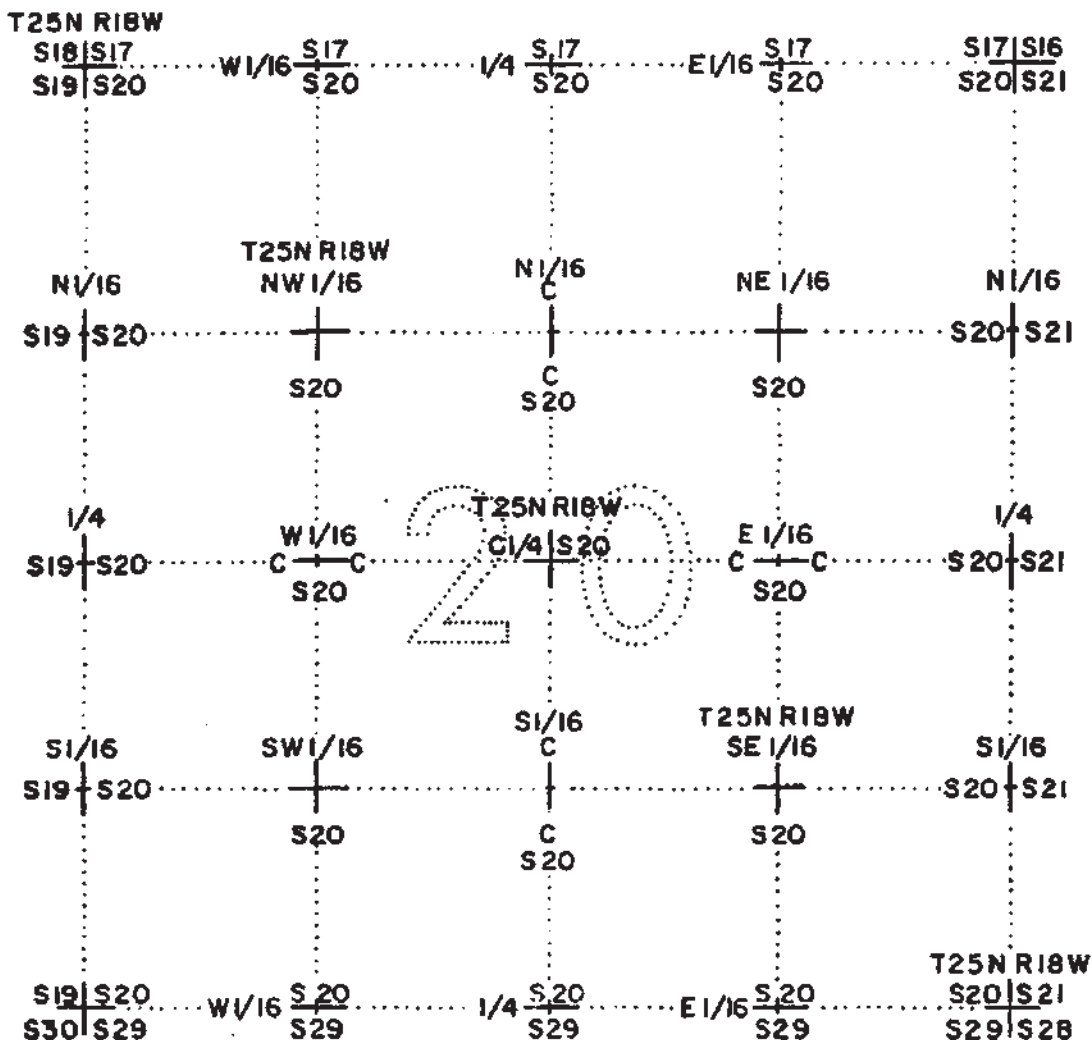 T25N R18W
S18 S17
S19 S20
W1/16 S17
S20
1/4 S17
S20
E1/16 S17
S20
S17 S16
S20 S21
N1/16
S19 S20
T25N R18W
NW1/16
S20
N1/16
C
C
S20
NE 1/16
S20
N1/16
S20 S21
1/4
S19 S20
W1/16
C C
S20
20
T25N R18W
C1/4 S20
E 1/16
C C
S20
1/4
S20 S21
S1/16
S19 S20
SW1/16
S20
S1/16
C
C
S20
T25N R18W
SE 1/16
S20
S1/16
S20 S21
S19 S20
S30 S29
W1/16 S20
S29
1/4 S20
S29
E1/16 S20
S29
T25N R18W
S20 S21
S29 S28